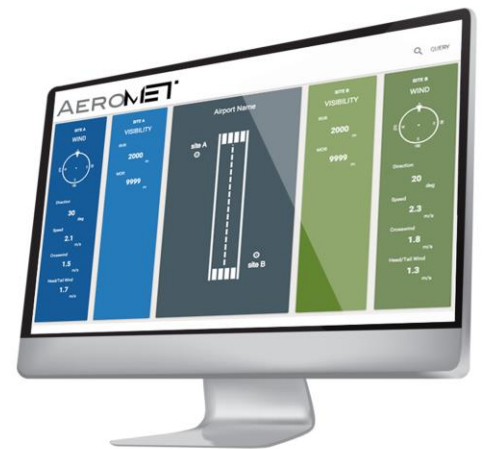 AEROMET
QUERY
SITE A
WIND
Direction
30
deg
Speed
2.1
m/s
Crosswind
1.5
m/s
Head/Tail Wind
1.7
m/s
SITE A
VISIBILITY
2000
m
MOR
9999
m
Airport Name
site A
site B
SITE B
VISIBILITY
2000
m
MOR
9999
m
SITE B
WIND
Direction
20
deg
Speed
2.3
m/s
Crosswind
1.8
m/s
Head/Tail Wind
1.3
m/s